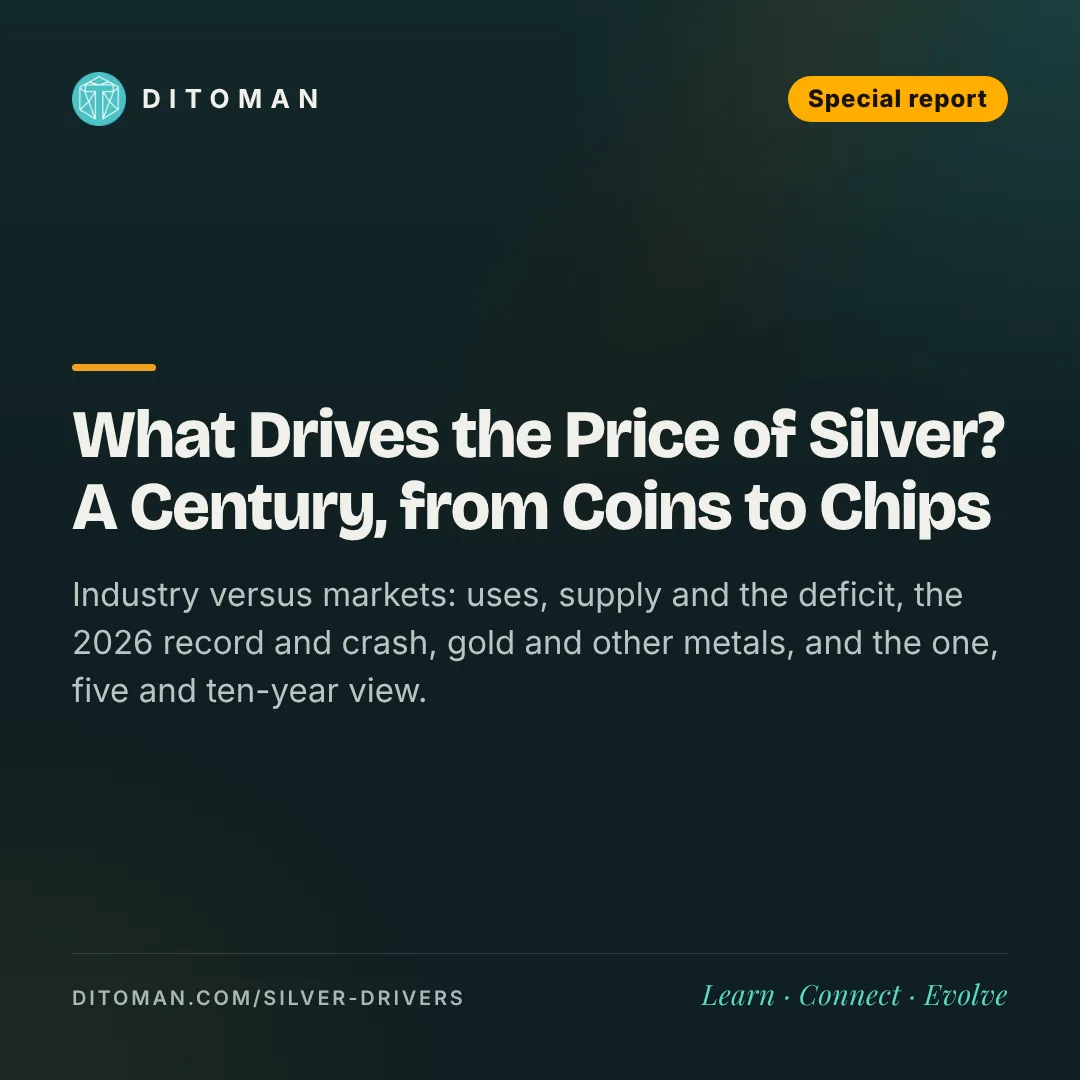 DITOMAN
Special report
What Drives the Price of Silver?
A Century, from Coins to Chips
Industry versus markets: uses, supply and the deficit, the
2026 record and crash, gold and other metals, and the one,
five and ten-year view.
DITOMAN.COM/SILVER-DRIVERS
Learn · Connect · Evolve